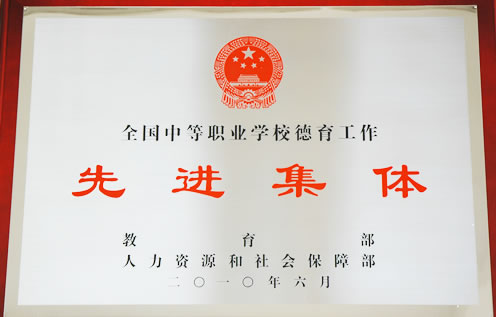 全国中等职业学校德育工作
先进集体
教育部
人力资源和社会保障部
二〇一〇年六月